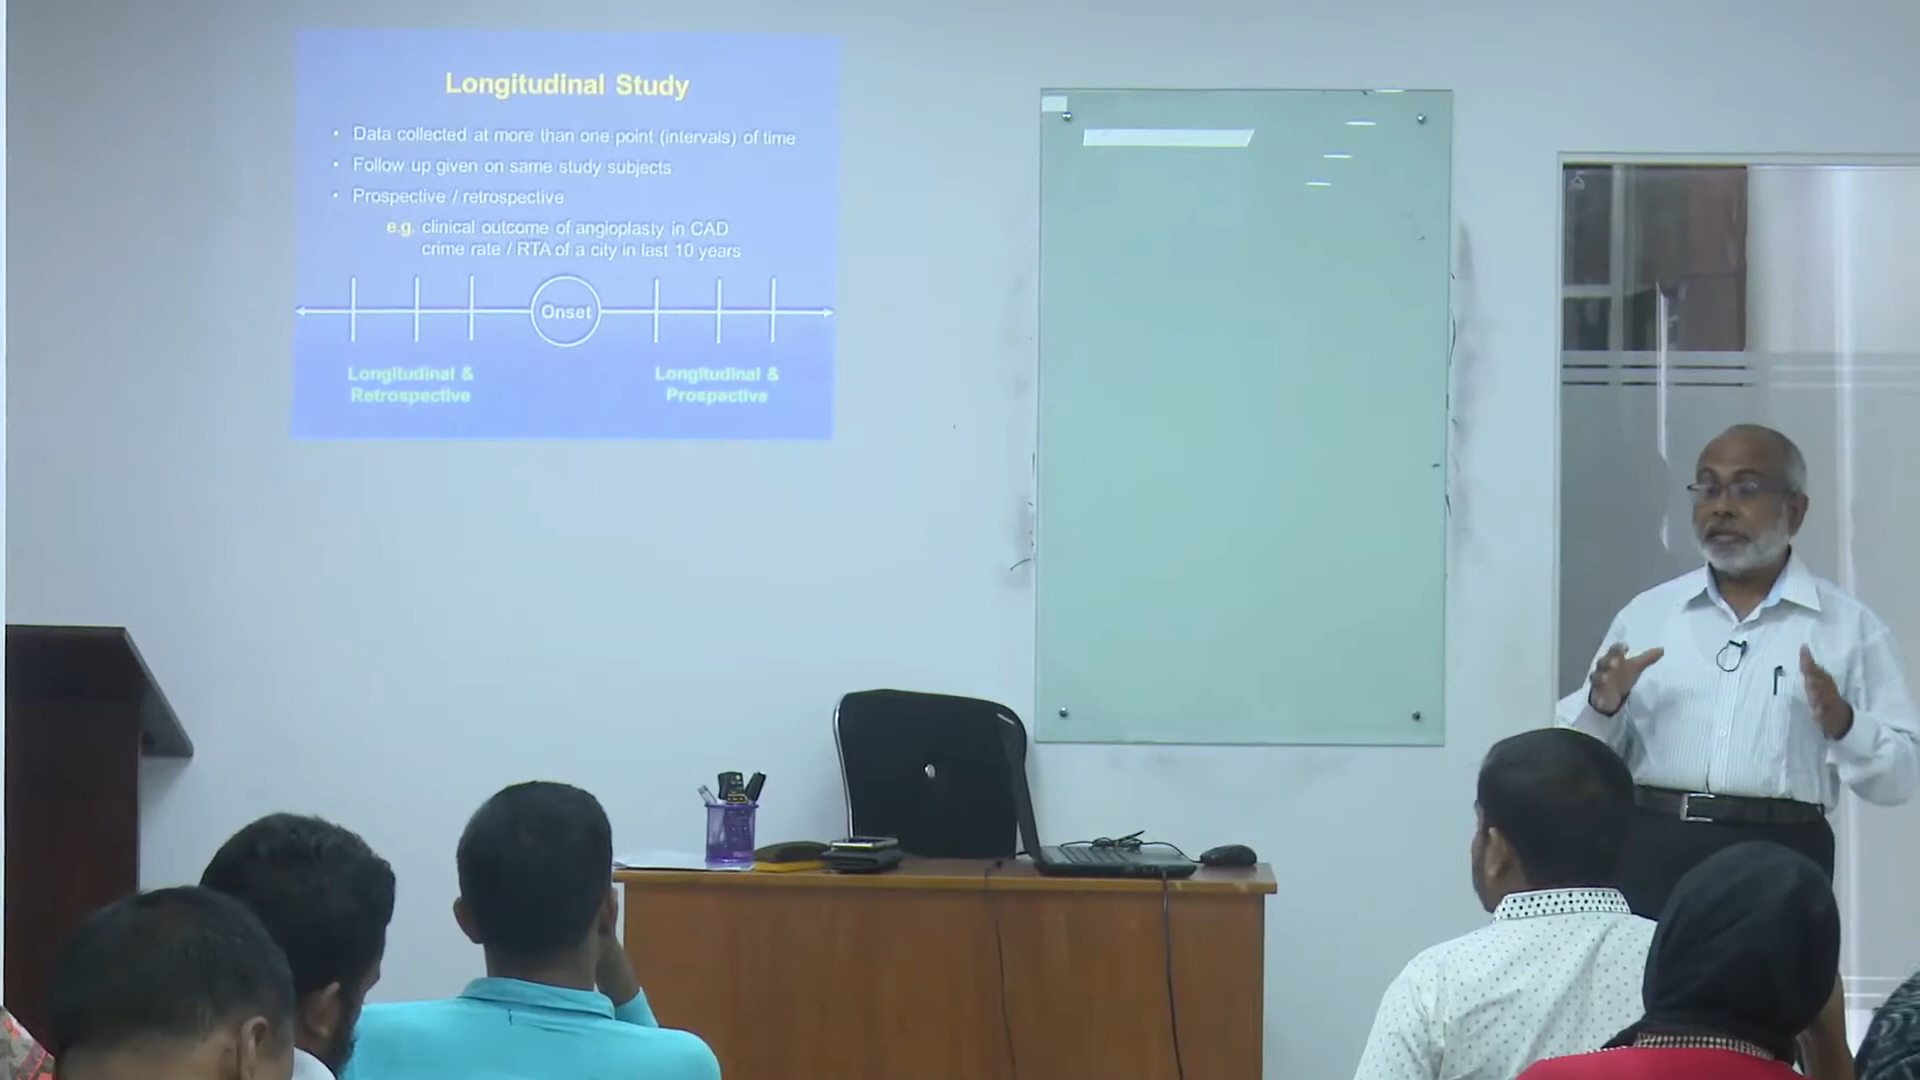 Longitudinal Study
• Data collected at more than one point (intervals) of time
• Follow up given on same study subjects
• Prospective / retrospective
e.g. clinical outcome of angioplasty in CAD
crime rate / RTA of a city in last 10 years
Onset
Longitudinal &
Retrospective
Longitudinal &
Prospective